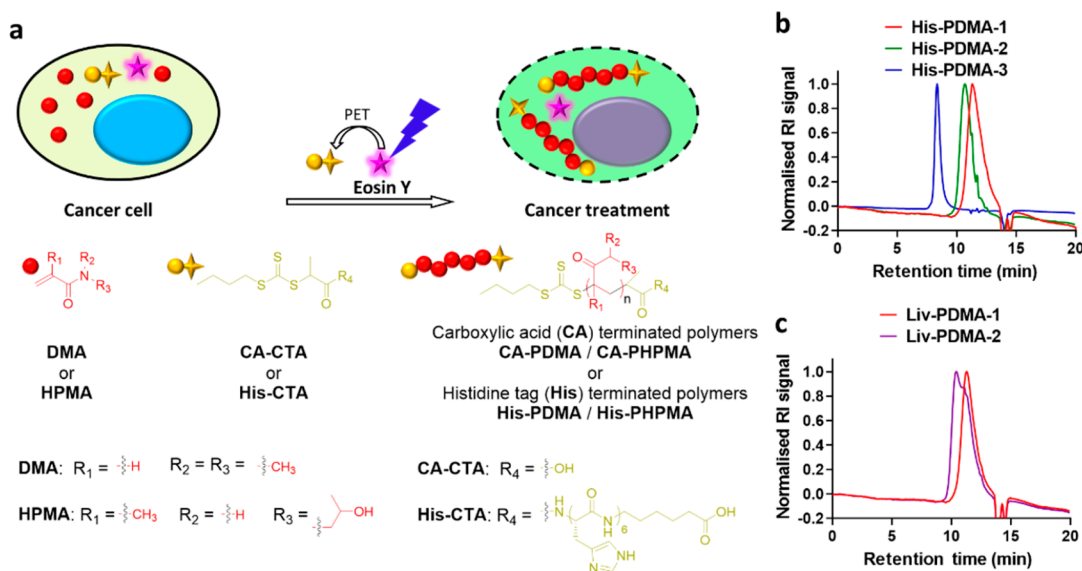 a
PET
Eosin Y
Cancer cell
Cancer treatment
R1
R2
N
R3
O
S
S
S
O
R4
R2
O
N
R3
S
S
S
R1
n
O
R4
DMA
or
HPMA
CA-CTA
or
His-CTA
Carboxylic acid (CA) terminated polymers
CA-PDMA / CA-PHPMA
or
Histidine tag (His) terminated polymers
His-PDMA / His-PHPMA
DMA: R1 = H R2 = R3 = CH3
HPMA: R1 = CH3 R2 = H R3 = OH
CA-CTA: R4 = OH
His-CTA: R4 = H N O N H 6 O OH
N NH
b
His-PDMA-1
His-PDMA-2
His-PDMA-3
Normalised RI signal
1.0
0.8
0.6
0.4
0.2
0.0
-0.2
0 5 10 15 20
Retention time (min)
c
Liv-PDMA-1
Liv-PDMA-2
Normalised RI signal
1.0
0.8
0.6
0.4
0.2
0.0
-0.2
0 5 10 15 20
Retention time (min)